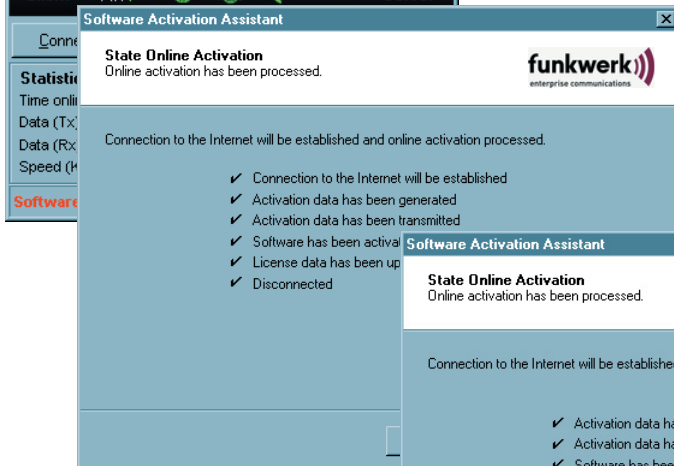 Software Activation Assistant
State Online Activation
Online activation has been processed.
funkwerk
enterprise communications
Connection to the Internet will be established and online activation processed.
✔ Connection to the Internet will be established
✔ Activation data has been generated
✔ Activation data has been transmitted
✔ Software has been activa
✔ License data has been up
✔ Disconnected
Conne
Statisti
Time onli
Data (Tx)
Data (Rx
Speed (K
Software
Software Activation Assistant
State Online Activation
Online activation has been processed.
Connection to the Internet will be establishe
✔ Activation data ha
✔ Activation data ha
✔ Software has bee